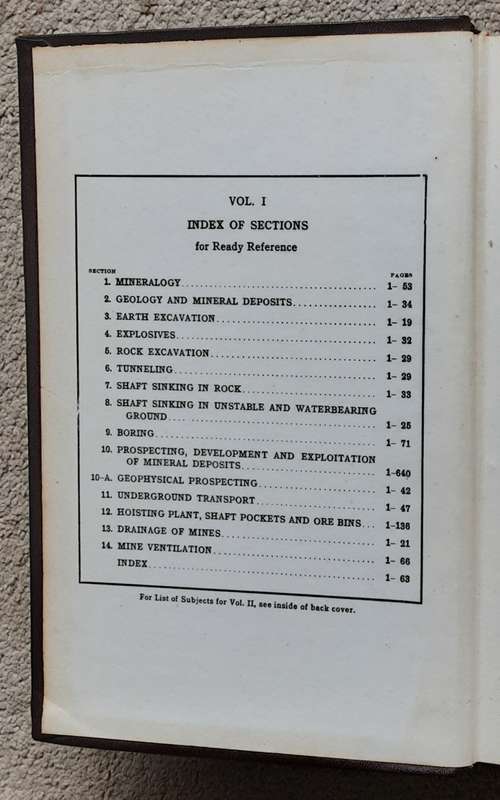 VOL. I
INDEX OF SECTIONS
for Ready Reference
SECTION PAGES
1. MINERALOGY 1- 53
2. GEOLOGY AND MINERAL DEPOSITS 1- 34
3. EARTH EXCAVATION 1- 19
4. EXPLOSIVES 1- 32
5. ROCK EXCAVATION 1- 29
6. TUNNELING 1- 29
7. SHAFT SINKING IN ROCK 1- 33
8. SHAFT SINKING IN UNSTABLE AND WATERBEARING
GROUND 1- 25
9. BORING 1- 71
10. PROSPECTING, DEVELOPMENT AND EXPLOITATION
OF MINERAL DEPOSITS 1-640
10-A. GEOPHYSICAL PROSPECTING 1- 42
11. UNDERGROUND TRANSPORT 1- 47
12. HOISTING PLANT, SHAFT POCKETS AND ORE BINS 1-136
13. DRAINAGE OF MINES 1- 21
14. MINE VENTILATION 1- 66
INDEX 1- 63
For List of Subjects for Vol. II, see inside of back cover.